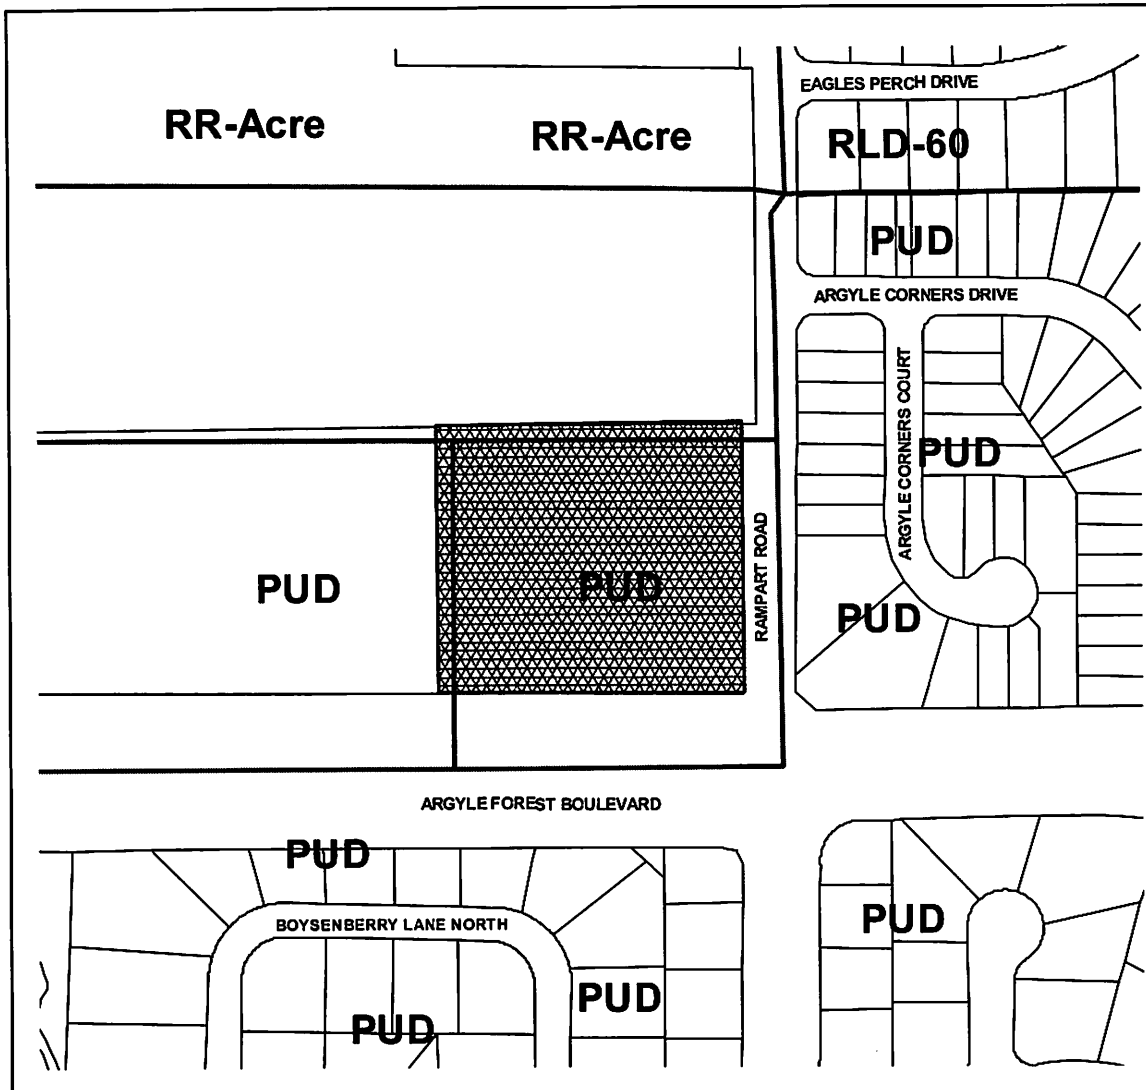 EAGLES PERCH DRIVE
RR-Acre
RR-Acre
RLD-60
PUD
ARGYLE CORNERS DRIVE
ARGYLE CORNERS COURT
PUD
RAMPART ROAD
PUD
PUD
PUD
ARGYLE FOREST BOULEVARD
PUD
BOYSENBERRY LANE NORTH
PUD
PUD
PUD